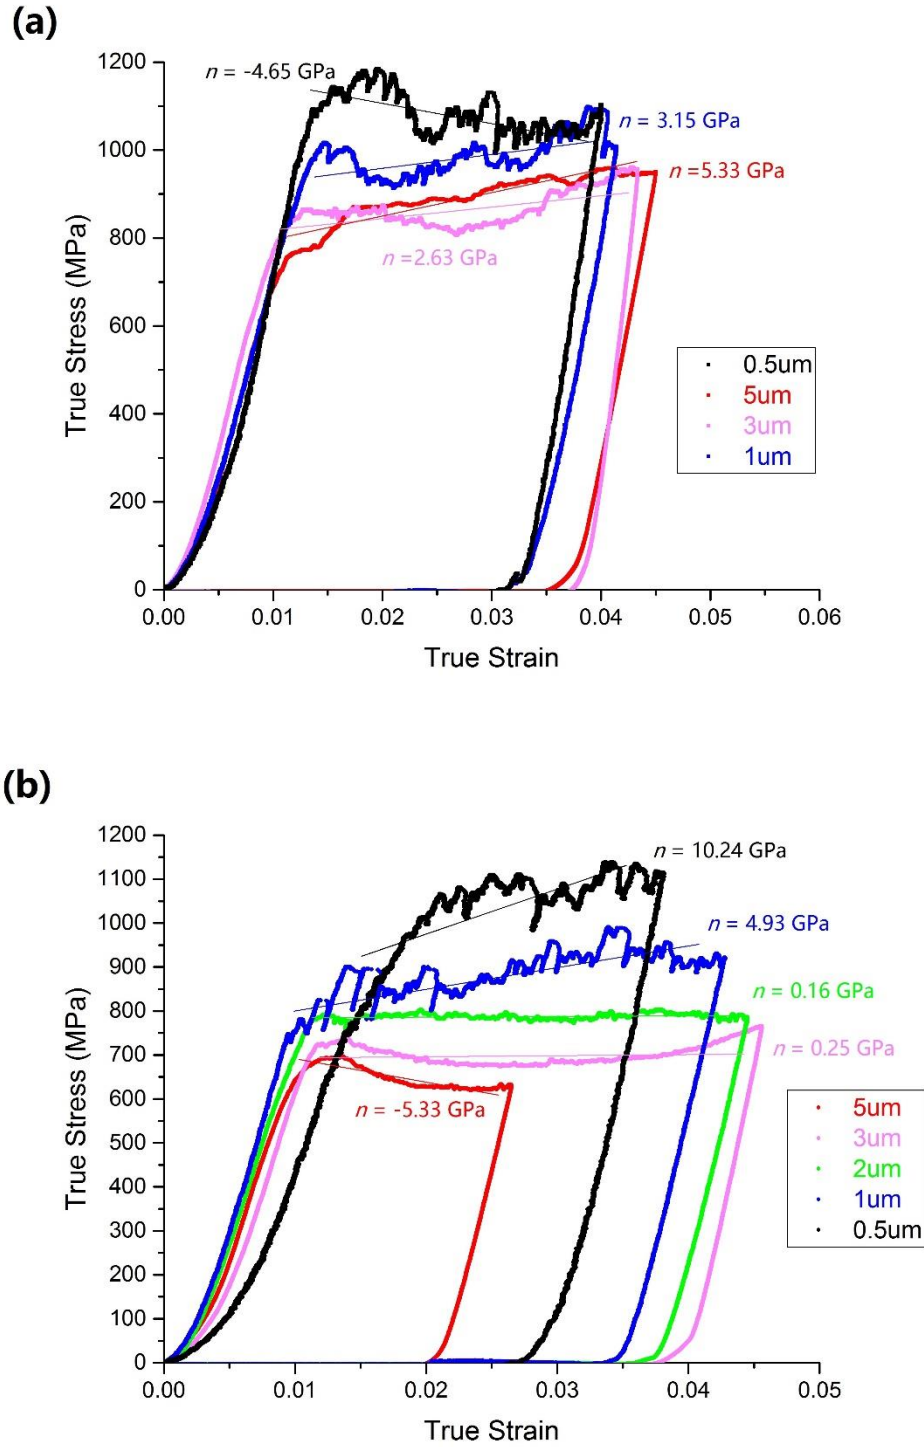 (a)
1200
1000
800
600
400
200
0
True Stress (MPa)
n = -4.65 GPa
n = 3.15 GPa
n =5.33 GPa
n =2.63 GPa
0.5um
5um
3um
1um
0.00 0.01 0.02 0.03 0.04 0.05 0.06
True Strain
(b)
1200
1100
1000
900
800
700
600
500
400
300
200
100
0
True Stress (MPa)
n = 10.24 GPa
n = 4.93 GPa
n = 0.16 GPa
n = 0.25 GPa
n = -5.33 GPa
5um
3um
2um
1um
0.5um
0.00 0.01 0.02 0.03 0.04 0.05
True Strain